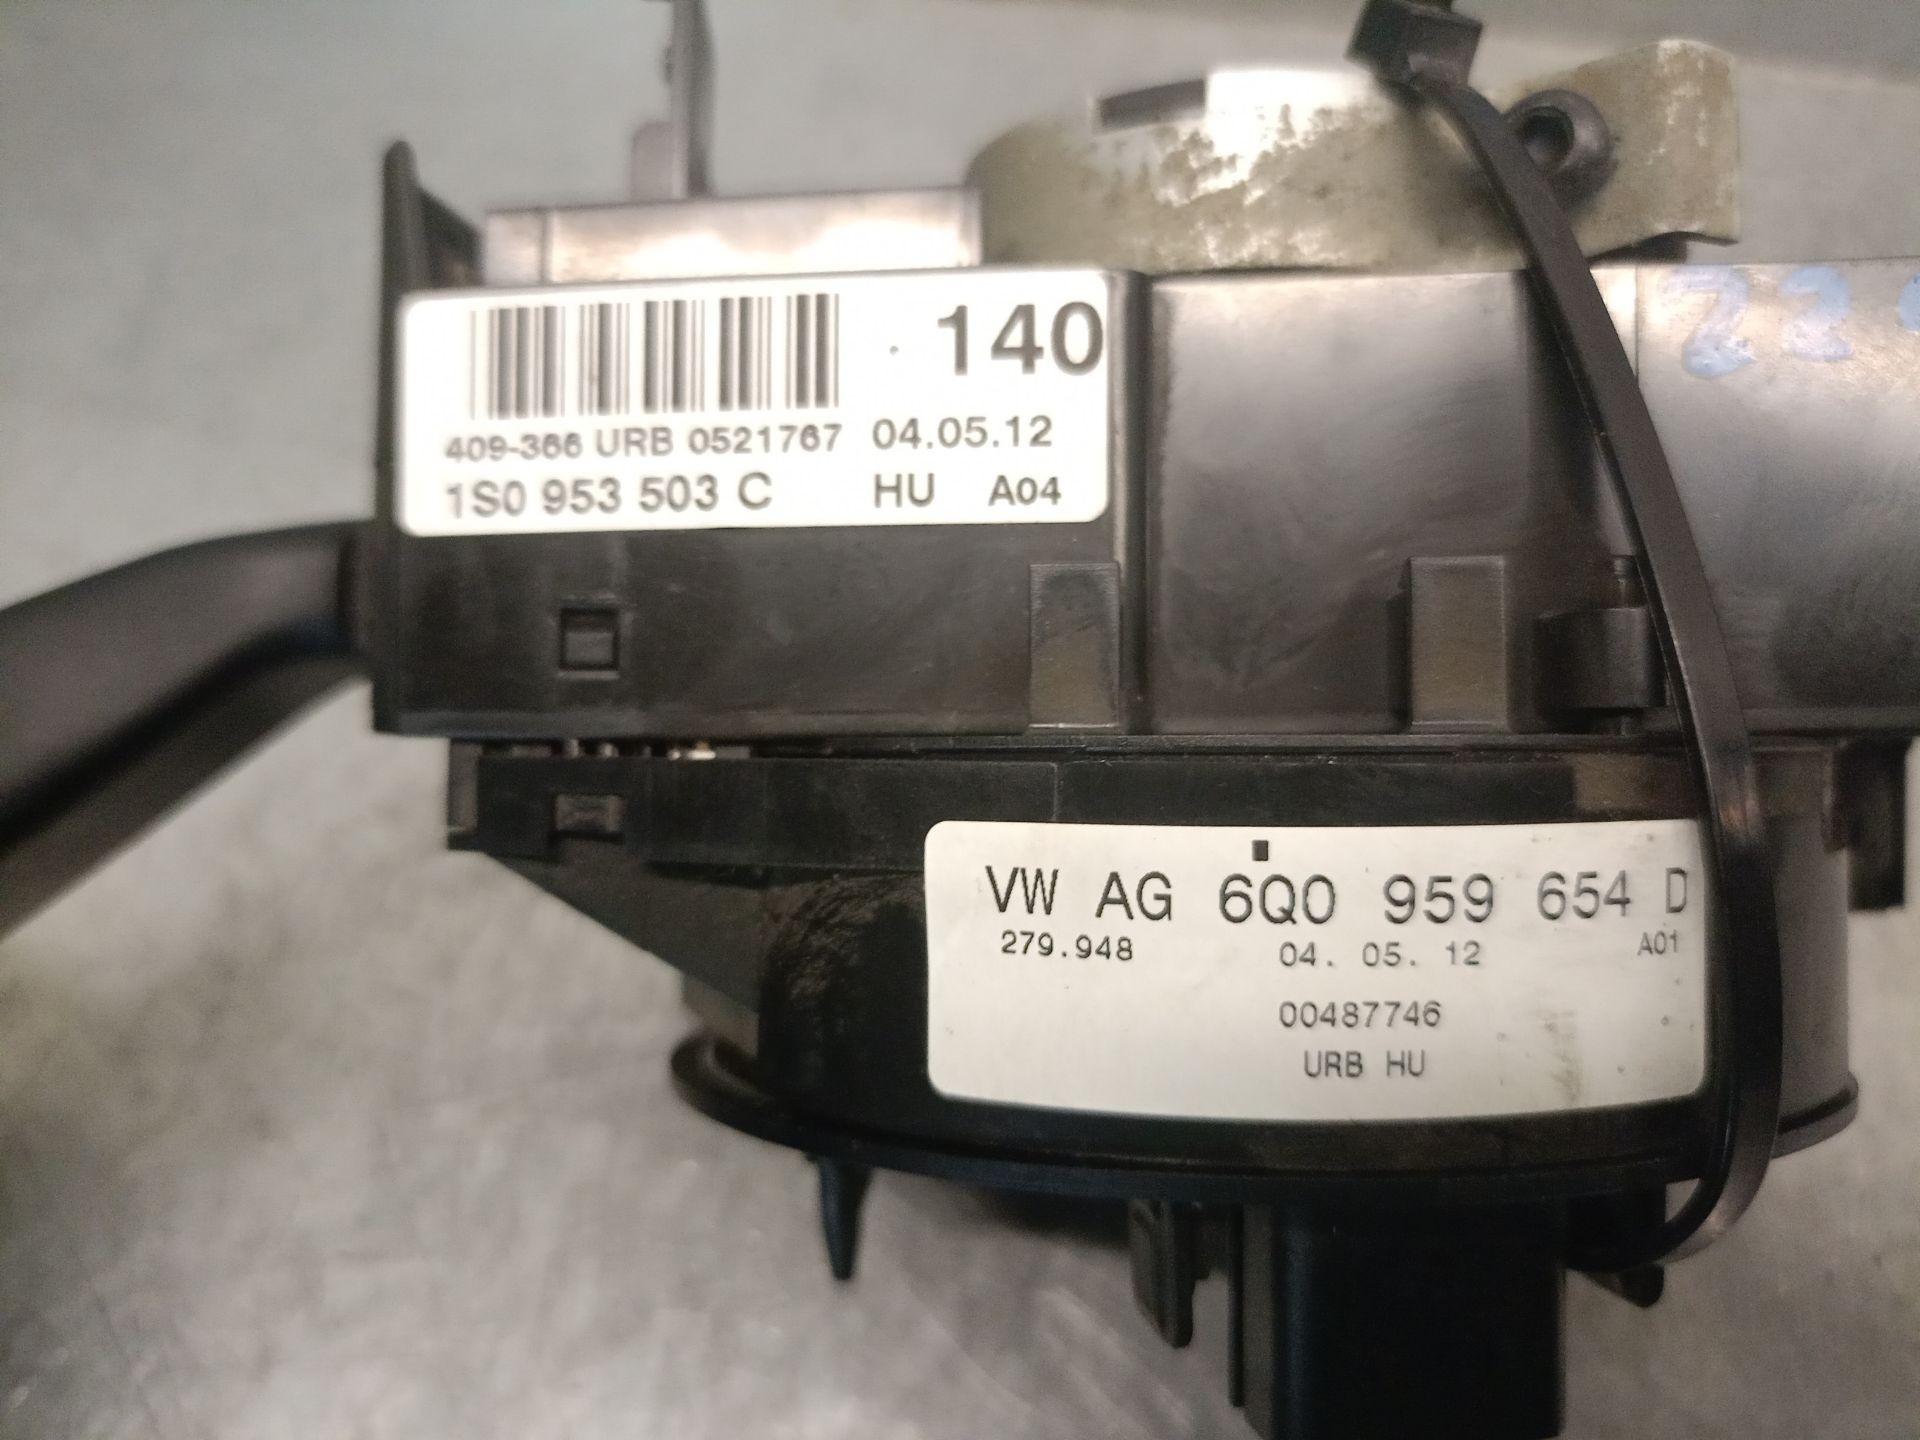 140
409-366 URB 0521767 04.05.12
1S0 953 503 C HU A04
22
VW AG 6Q0 959 654 D
279.948 04. 05. 12 A01
00487746
URB HU